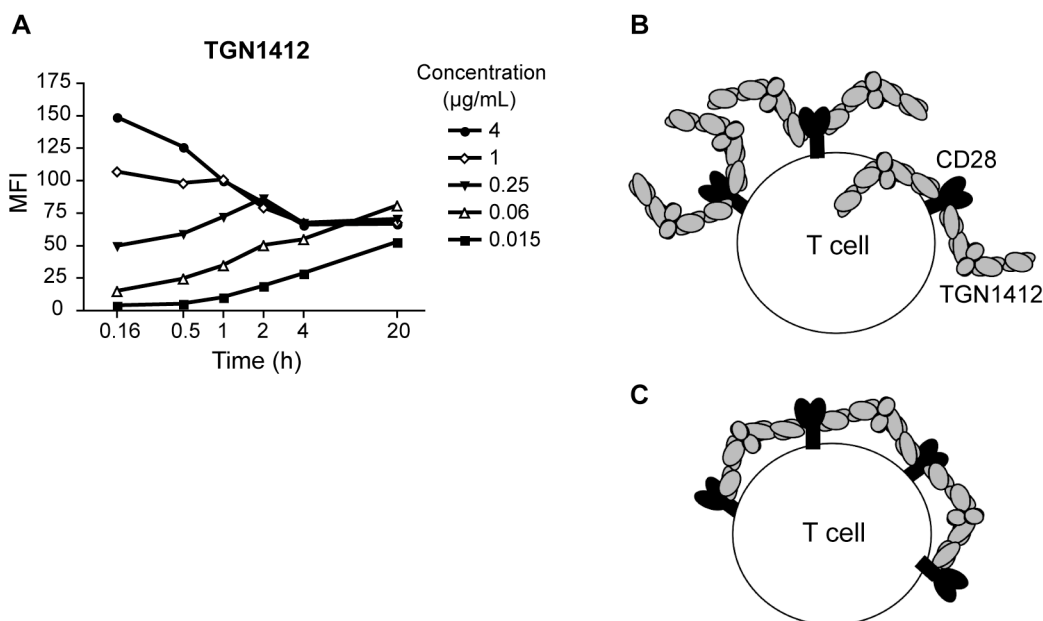 A
TGN1412
175
150
125
100
75
50
25
0
MFI
0.16 0.5 1 2 4 20
Time (h)
Concentration
(µg/mL)
4
1
0.25
0.06
0.015
B
CD28
T cell
TGN1412
C
T cell